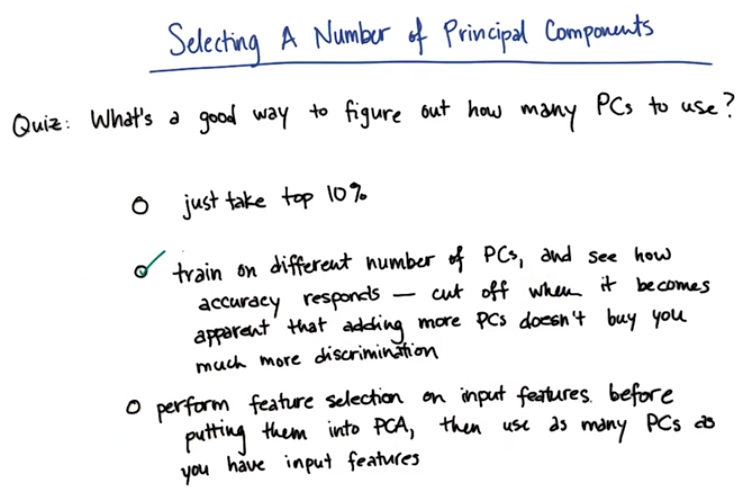 Selecting A Number of Principal Components
Quiz: What's a good way to figure out how many PCs to use?
just take top 10%
train on different number of PCs, and see how
accuracy responds — cut off when it becomes
apparent that adding more PCs doesn't buy you
much more discrimination
perform feature selection on input features. before
putting them into PCA, then use as many PCs as
you have input features